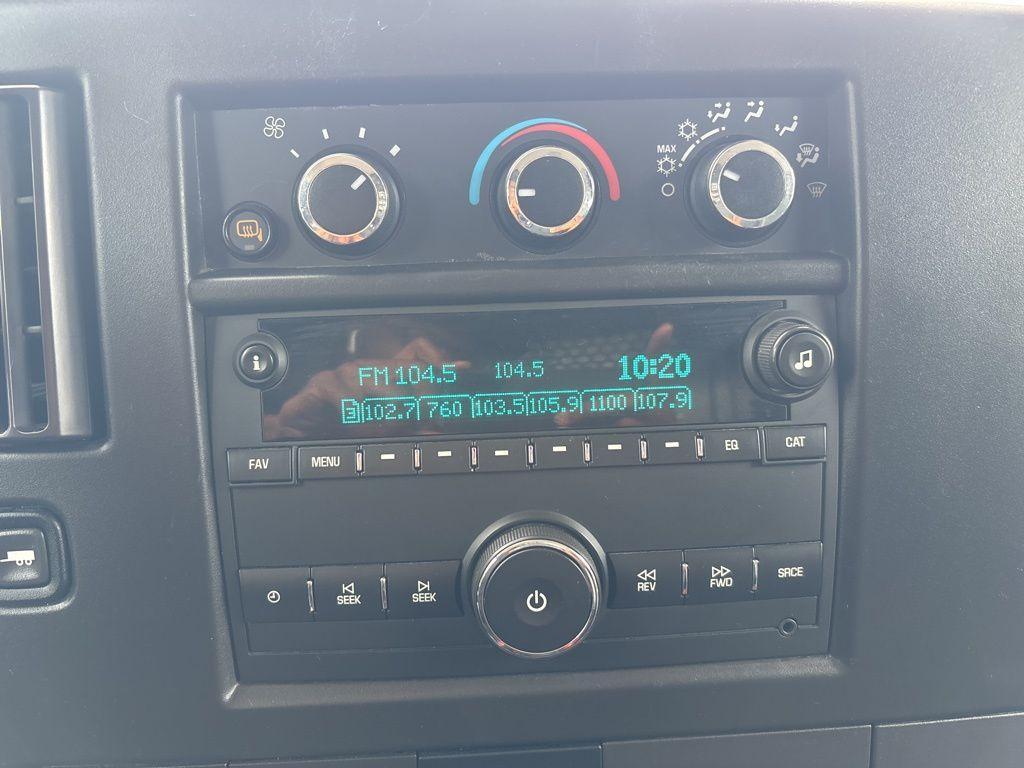 MAX
FM 104.5 104.5 10:20
3 102.7 760 103.5 105.9 1100 107.9
FAV MENU EQ CAT
SEEK SEEK REV FWD SRCE